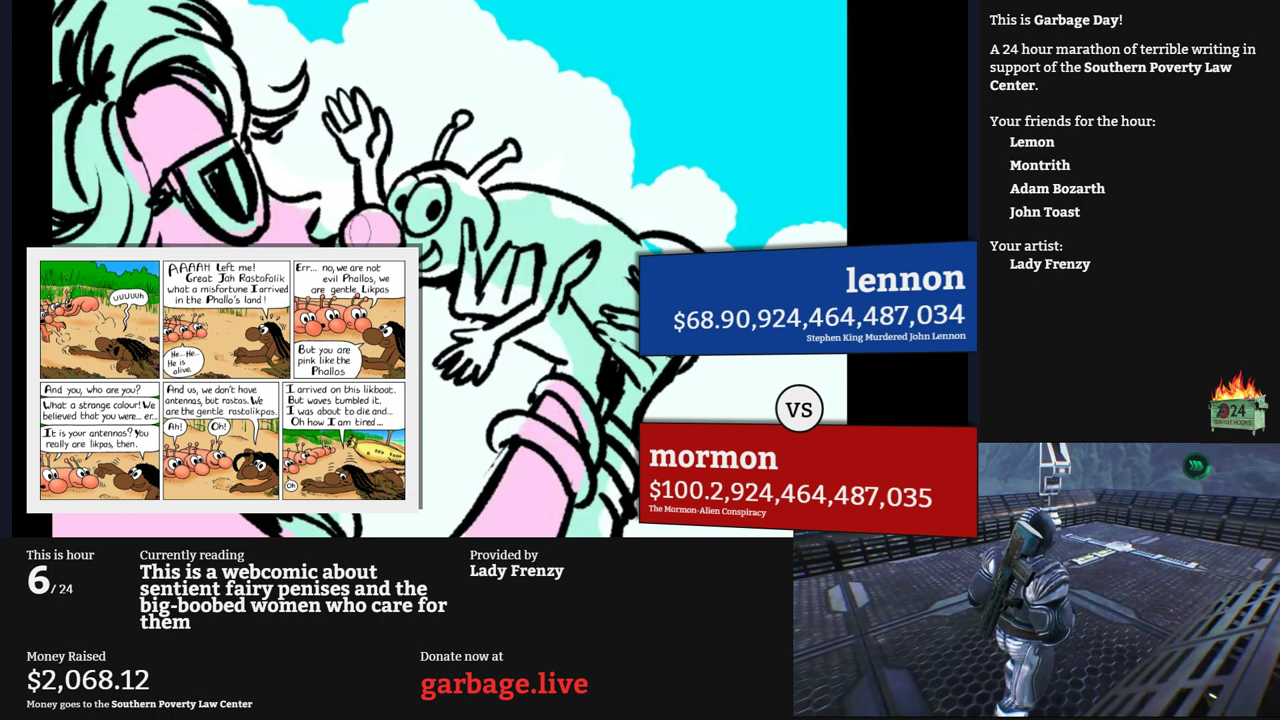 This is Garbage Day!
A 24 hour marathon of terrible writing in
support of the Southern Poverty Law
Center.
Your friends for the hour:
Lemon
Montrith
Adam Bozarth
John Toast
Your artist:
Lady Frenzy
24
TERRIBLE HOURS
UUUUUh
AAAAH Left me!
Great Jah Rastafalik
what a misfortune I arrived
in the Phallo's land!
He...He...
He is
alive
Err... no, we are not
evil Phallos, we
are gentle Likpas
But you are
pink like the
Phallos
And you, who are you?
What a strange colour! We
believed that you were... er...
It is your antennas? You
really are likpas, then.
And us, we don't have
antennas, but rastas. We
are the gentle rastalikpas.
Ah!
Oh!
I arrived on this likboat.
But waves tumbled it.
I was about to die and...
Oh how I am tired...
Oh
lennon
$68.90,924,464,487,034
Stephen King Murdered John Lennon
VS
mormon
$100.2,924,464,487,035
The Mormon-Alien Conspiracy
This is hour
6/ 24
Currently reading
This is a webcomic about
sentient fairy penises and the
big-boobed women who care for
them
Provided by
Lady Frenzy
Money Raised
$2,068.12
Money goes to the Southern Poverty Law Center
Donate now at
garbage.live